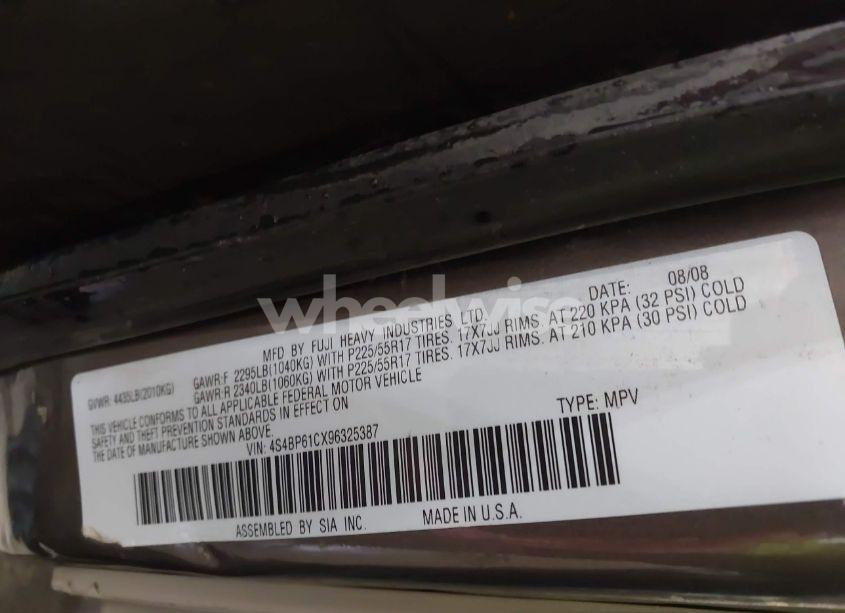 MFD BY FUJI HEAVY INDUSTRIES LTD. DATE: 08/08
GVWR: 4435LB(2010KG) GAWR:F 2295LB(1040KG) WITH P225/55R17 TIRES. 17X7JJ RIMS. AT 220 KPA (32 PSI) COLD
GAWR:R 2340LB(1060KG) WITH P225/55R17 TIRES. 17X7JJ RIMS. AT 210 KPA (30 PSI) COLD
THIS VEHICLE CONFORMS TO ALL APPLICABLE FEDERAL MOTOR VEHICLE
SAFETY AND THEFT PREVENTION STANDARDS IN EFFECT ON
THE DATE OF MANUFACTURE SHOWN ABOVE.
VIN: 4S4BP61CX96325387 TYPE: MPV
ASSEMBLED BY SIA INC. MADE IN U.S.A.
wheelwise